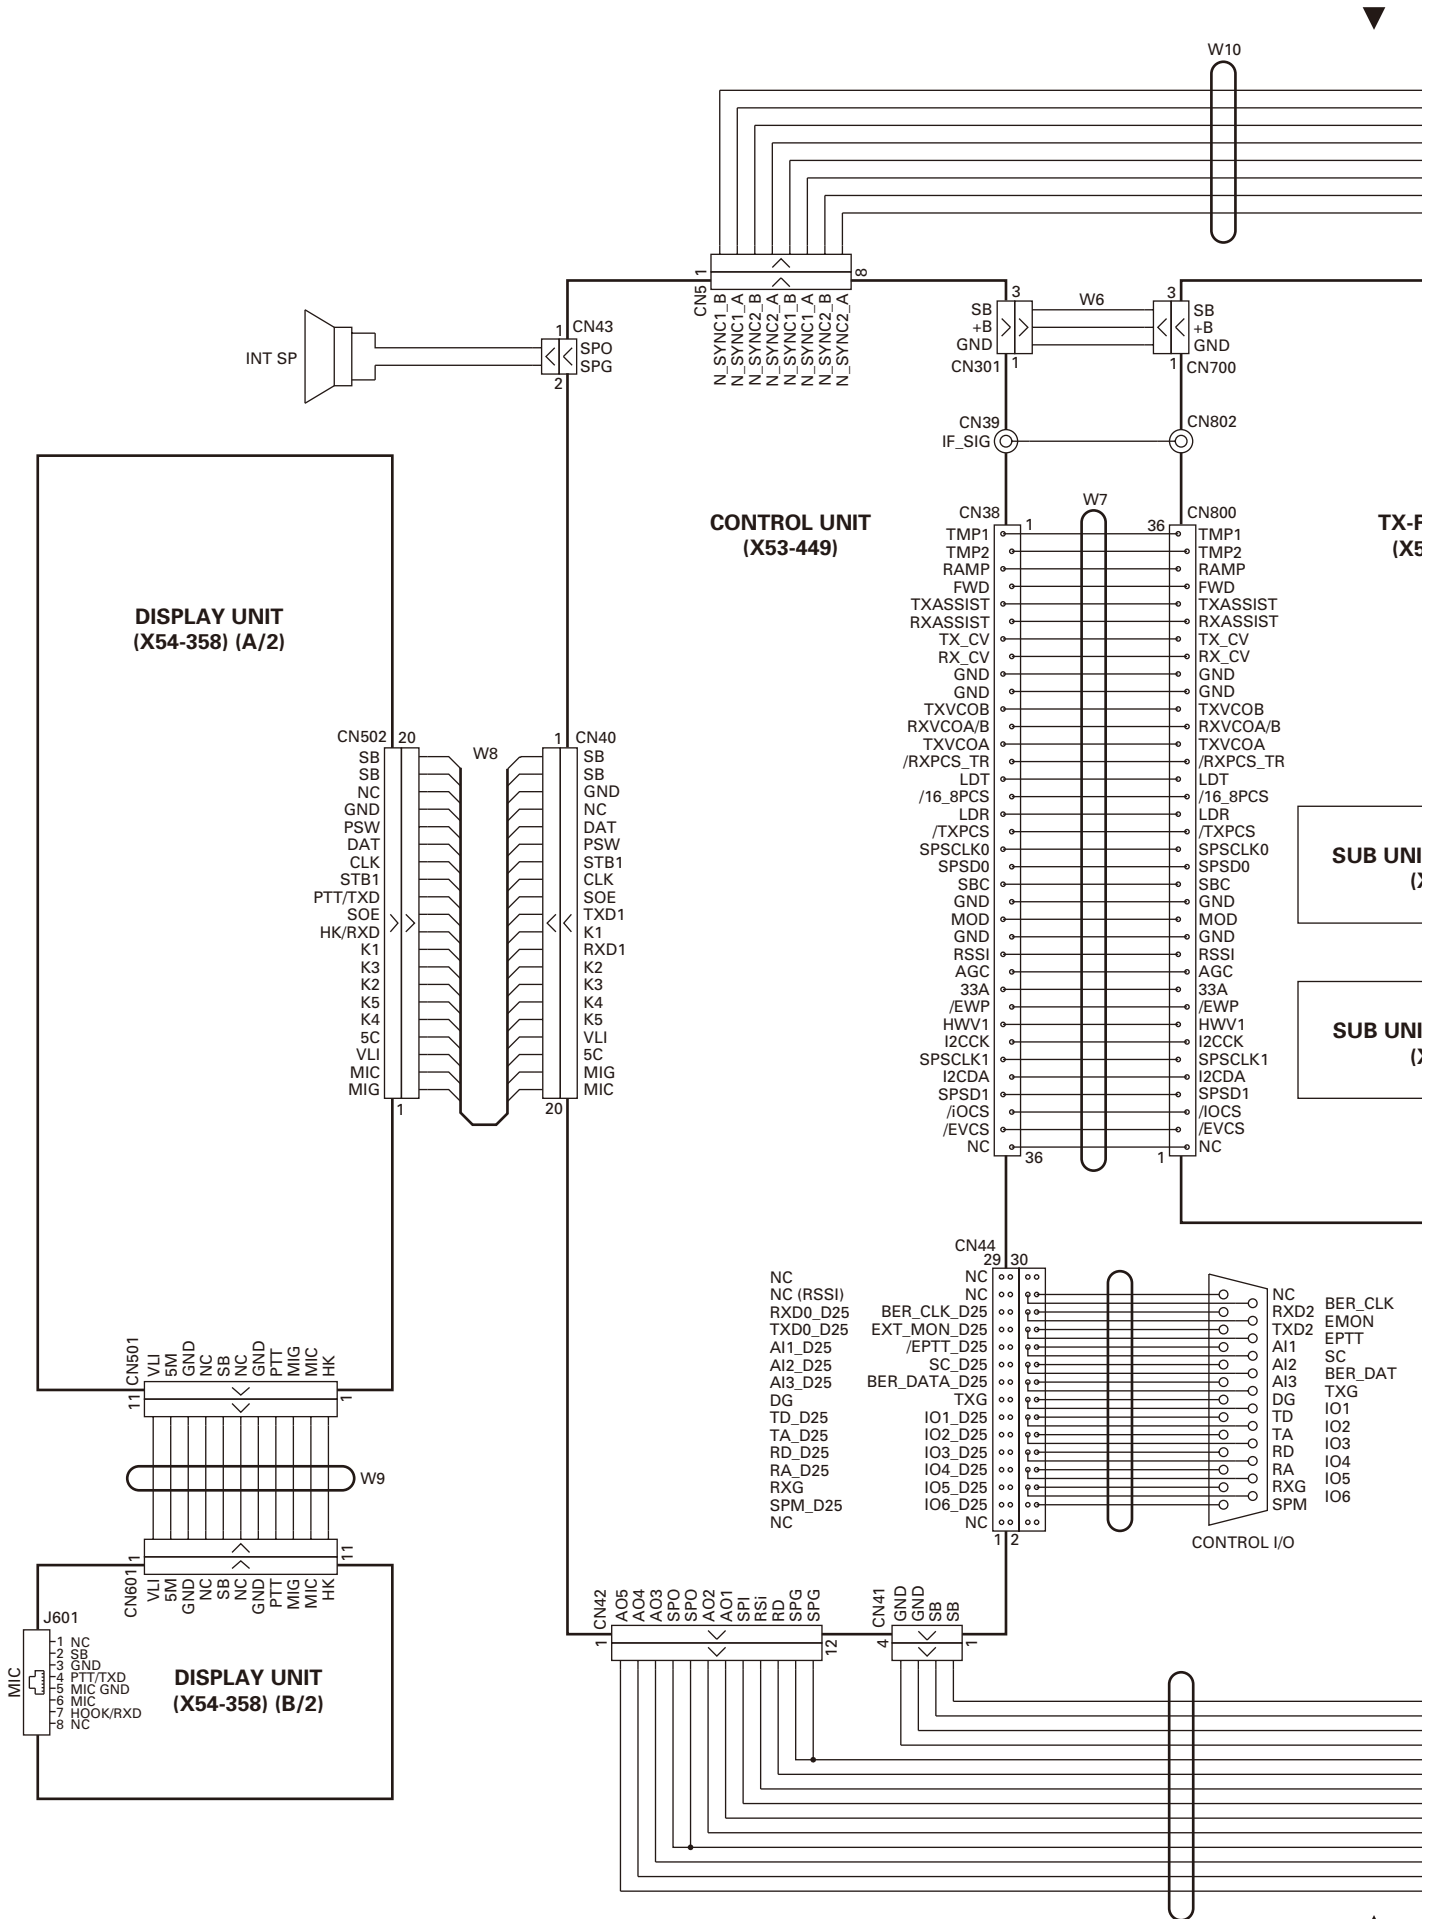 W10
1
8
CN5
N_SYNC1_B
N_SYNC1_A
N_SYNC2_B
N_SYNC2_A
N_SYNC1_B
N_SYNC1_A
N_SYNC2_B
N_SYNC2_A
INT SP
1
CN43
SPO
SPG
2
3
SB
+B
GND
CN301
1
W6
3
SB
+B
GND
1
CN700
CN39
IF_SIG
CN802
CONTROL UNIT
(X53-449)
TX-
(X5
DISPLAY UNIT
(X54-358) (A/2)
CN38
1
TMP1
TMP2
RAMP
FWD
TXASSIST
RXASSIST
TX_CV
RX_CV
GND
GND
TXVCOB
RXVCOA/B
TXVCOA
/RXPCS_TR
LDT
/16_8PCS
LDR
/TXPCS
SPSCLK0
SPSD0
SBC
GND
MOD
GND
RSSI
AGC
33A
/EWP
HWV1
I2CCK
SPSCLK1
I2CDA
SPSD1
/iOCS
/EVCS
NC
36
W7
CN800
36
TMP1
TMP2
RAMP
FWD
TXASSIST
RXASSIST
TX_CV
RX_CV
GND
GND
TXVCOB
RXVCOA/B
TXVCOA
/RXPCS_TR
LDT
/16_8PCS
LDR
/TXPCS
SPSCLK0
SPSD0
SBC
GND
MOD
GND
RSSI
AGC
33A
/EWP
HWV1
I2CCK
SPSCLK1
I2CDA
SPSD1
/IOCS
/EVCS
NC
1
SUB UNI
SUB UNI
CN502
20
SB
SB
NC
GND
PSW
DAT
CLK
STB1
PTT/TXD
SOE
HK/RXD
K1
K3
K2
K5
K4
5C
VLI
MIC
MIG
1
W8
1
CN40
SB
SB
GND
NC
DAT
PSW
STB1
CLK
SOE
TXD1
K1
RXD1
K2
K3
K4
K5
VLI
5C
MIG
MIC
20
CN44
29 30
NC
NC (RSSI)
RXD0_D25
TXD0_D25
AI1_D25
AI2_D25
AI3_D25
DG
TD_D25
TA_D25
RD_D25
RA_D25
RXG
SPM_D25
NC
NC
NC
BER_CLK_D25
EXT_MON_D25
/EPTT_D25
SC_D25
BER_DATA_D25
TXG
IO1_D25
IO2_D25
IO3_D25
IO4_D25
IO5_D25
IO6_D25
NC
1 2
NC
RXD2
TXD2
AI1
AI2
AI3
DG
TD
TA
RD
RA
RXG
SPM
BER_CLK
EMON
EPTT
SC
BER_DAT
TXG
IO1
IO2
IO3
IO4
IO5
IO6
CONTROL I/O
CN501
11
VLI
5M
GND
NC
SB
NC
GND
PTT
MIG
MIC
HK
1
W9
CN601
1
VLI
5M
GND
NC
SB
NC
GND
PTT
MIG
MIC
HK
11
J601
MIC
1 NC
2 SB
3 GND
4 PTT/TXD
5 MIC GND
6 MIC
7 HOOK/RXD
8 NC
DISPLAY UNIT
(X54-358) (B/2)
CN42
1
AO5
AO4
AO3
SPO
SPO
AO2
AO1
SPI
RSi
RD
SPG
SPG
12
CN41
4
GND
GND
SB
SB
1